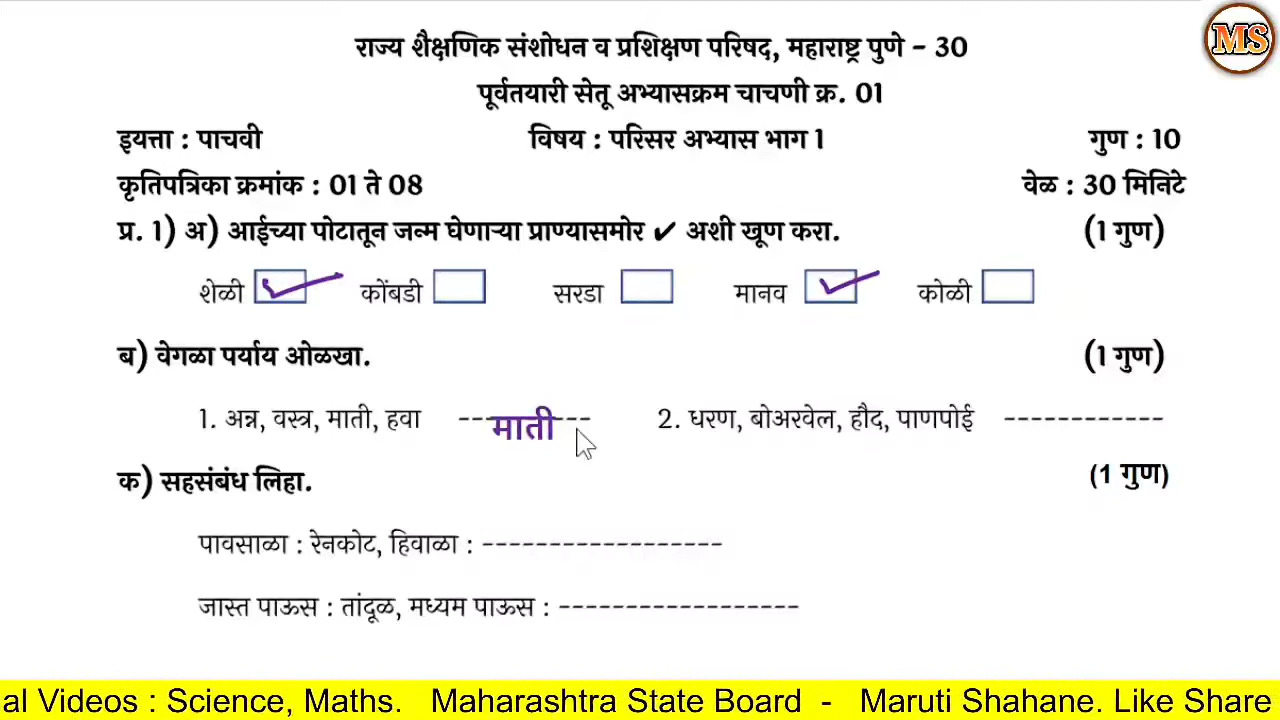 MS
राज्य शैक्षणिक संशोधन व प्रशिक्षण परिषद, महाराष्ट्र पुणे - 30
पूर्वतयारी सेतू अभ्यासक्रम चाचणी क्र. 01
इयत्ता : पाचवी विषय : परिसर अभ्यास भाग 1 गुण : 10
कृतिपत्रिका क्रमांक : 01 ते 08 वेळ : 30 मिनिटे
प्र. 1) अ) आईच्या पोटातून जन्म घेणाऱ्या प्राण्यासमोर ✔ अशी खूण करा. (1 गुण)
शेळी ✓ कोंबडी सरडा मानव ✓ कोळी
ब) वेगळा पर्याय ओळखा. (1 गुण)
1. अन्न, वस्त्र, माती, हवा माती 2. धरण, बोअरवेल, हौद, पाणपोई ------------
क) सहसंबंध लिहा. (1 गुण)
पावसाळा : रेनकोट, हिवाळा : ------------------
जास्त पाऊस : तांदूळ, मध्यम पाऊस : ------------------
al Videos : Science, Maths. Maharashtra State Board - Maruti Shahane. Like Share